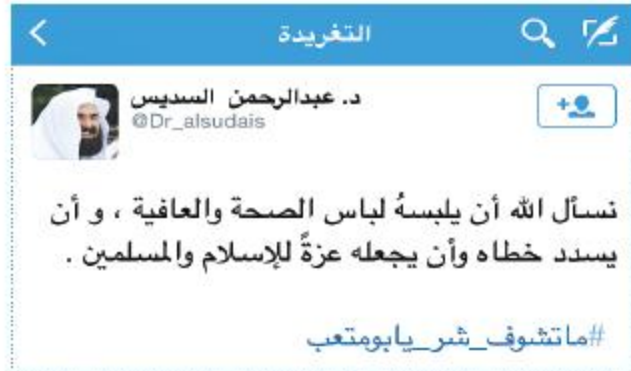 التغريدة
د. عبدالرحمن السديس
@Dr_alsudais
نسأل الله أن يلبسهُ لباس الصحة والعافية ، و أن
يسدد خطاه وأن يجعله عزةً للإسلام والمسلمين .
#ماتشوف_شر_يابومتعب